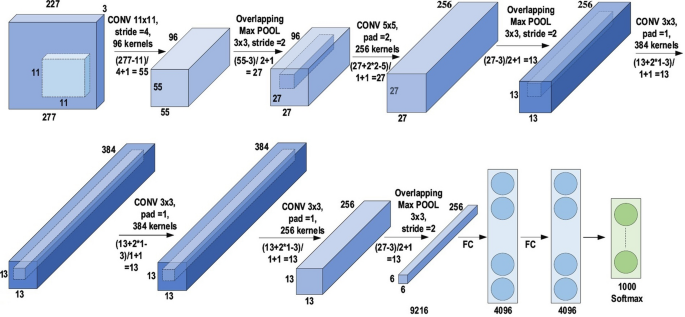 227
3
11
11
277
CONV 11x11,
stride =4,
96 kernels
(277-11)/
4+1 = 55
96
55
55
Overlapping
Max POOL
3x3, stride =2
(55-3)/ 2+1
= 27
96
27
27
CONV 5x5,
pad =2,
256 kernels
(27+2*2-5)/
1+1 =27
256
27
27
Overlapping
Max POOL
3x3, stride =2
(27-3)/2+1 =13
256
13
13
CONV 3x3,
pad =1,
384 kernels
(13+2*1-3)/
1+1 =13
384
13
13
CONV 3x3,
pad =1,
384 kernels
(13+2*1-
3)/1+1
=13
384
13
13
CONV 3x3,
pad =1,
256 kernels
(13+2*1-3)/
1+1 =13
256
13
13
Overlapping
Max POOL
3x3,
stride =2
(27-3)/2+1
=13
256
6
6
9216
FC
4096
FC
4096
1000
Softmax